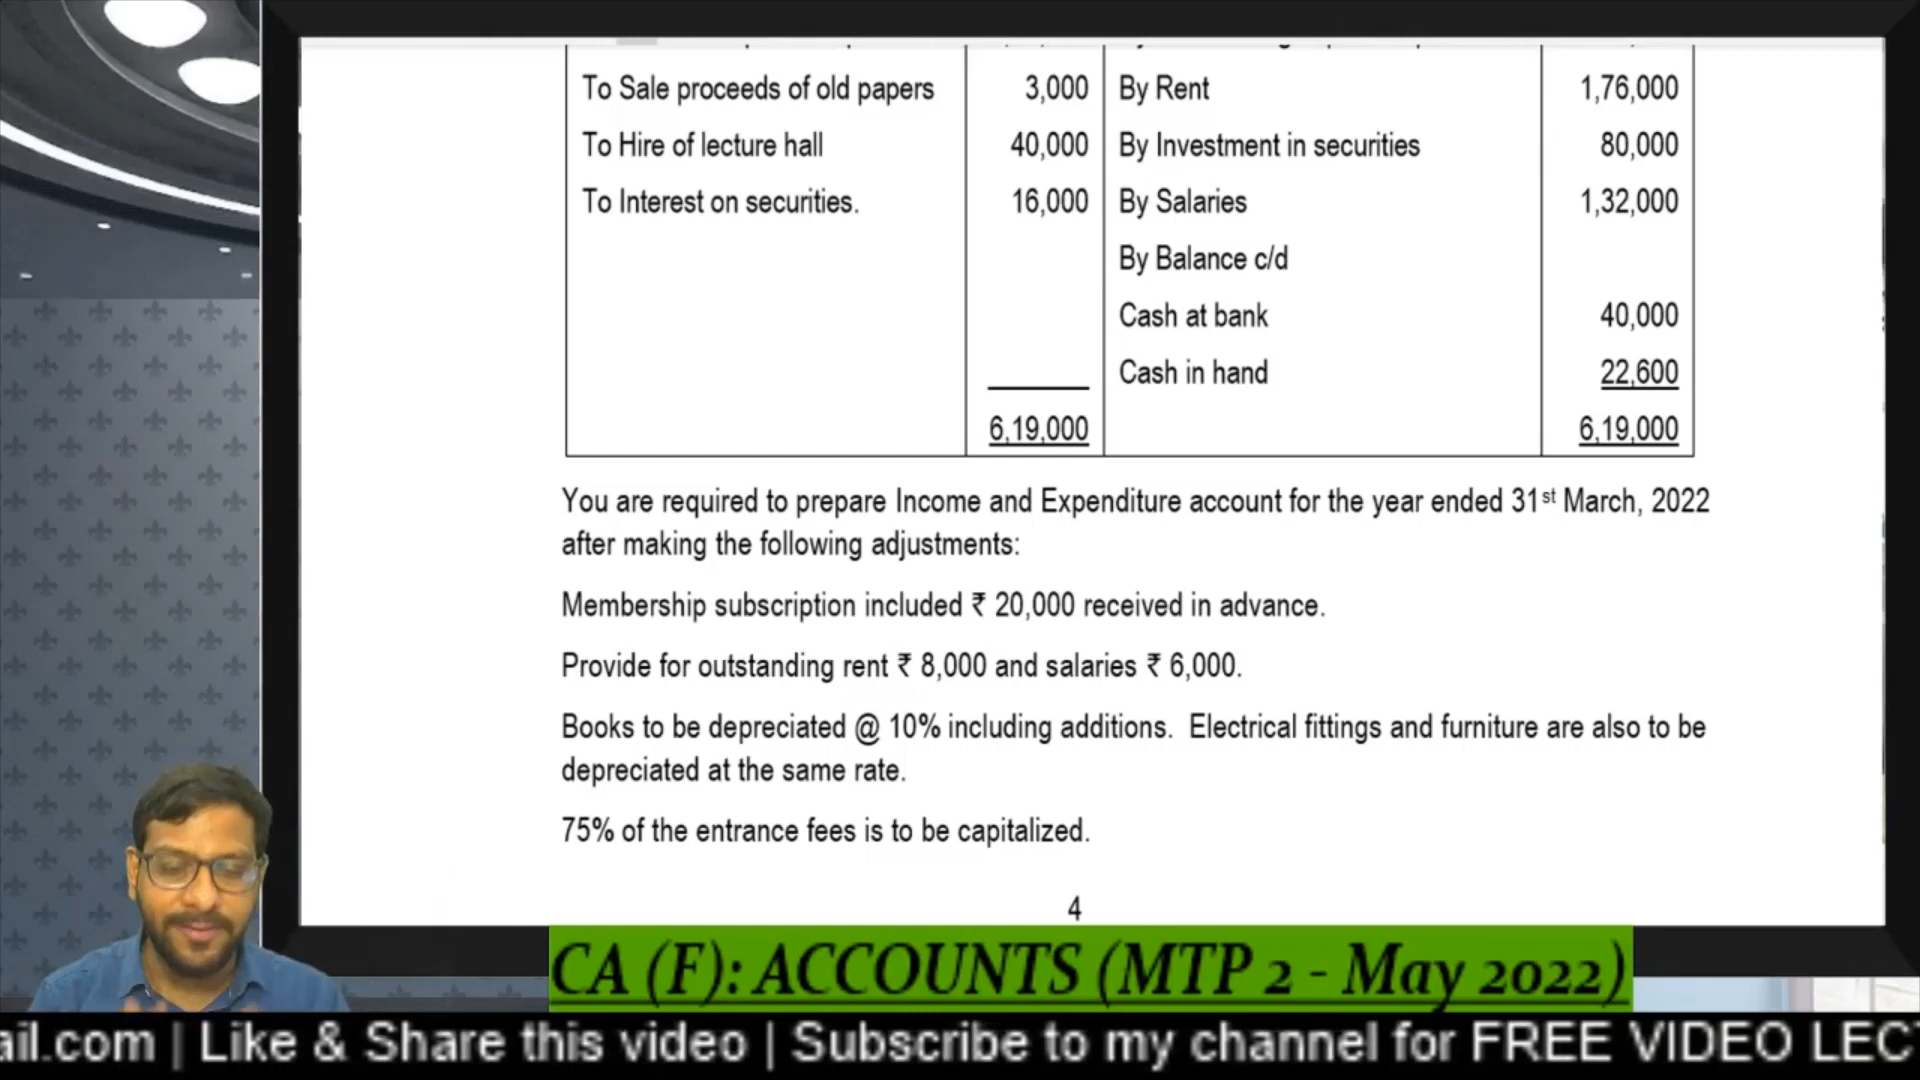 To Sale proceeds of old papers 3,000 By Rent 1,76,000
To Hire of lecture hall 40,000 By Investment in securities 80,000
To Interest on securities. 16,000 By Salaries 1,32,000
By Balance c/d
Cash at bank 40,000
Cash in hand 22,600
6,19,000 6,19,000
You are required to prepare Income and Expenditure account for the year ended 31st March, 2022
after making the following adjustments:
Membership subscription included ₹ 20,000 received in advance.
Provide for outstanding rent ₹ 8,000 and salaries ₹ 6,000.
Books to be depreciated @ 10% including additions. Electrical fittings and furniture are also to be
depreciated at the same rate.
75% of the entrance fees is to be capitalized.
4
CA (F): ACCOUNTS (MTP 2 - May 2022)
ail.com | Like & Share this video | Subscribe to my channel for FREE VIDEO LEC